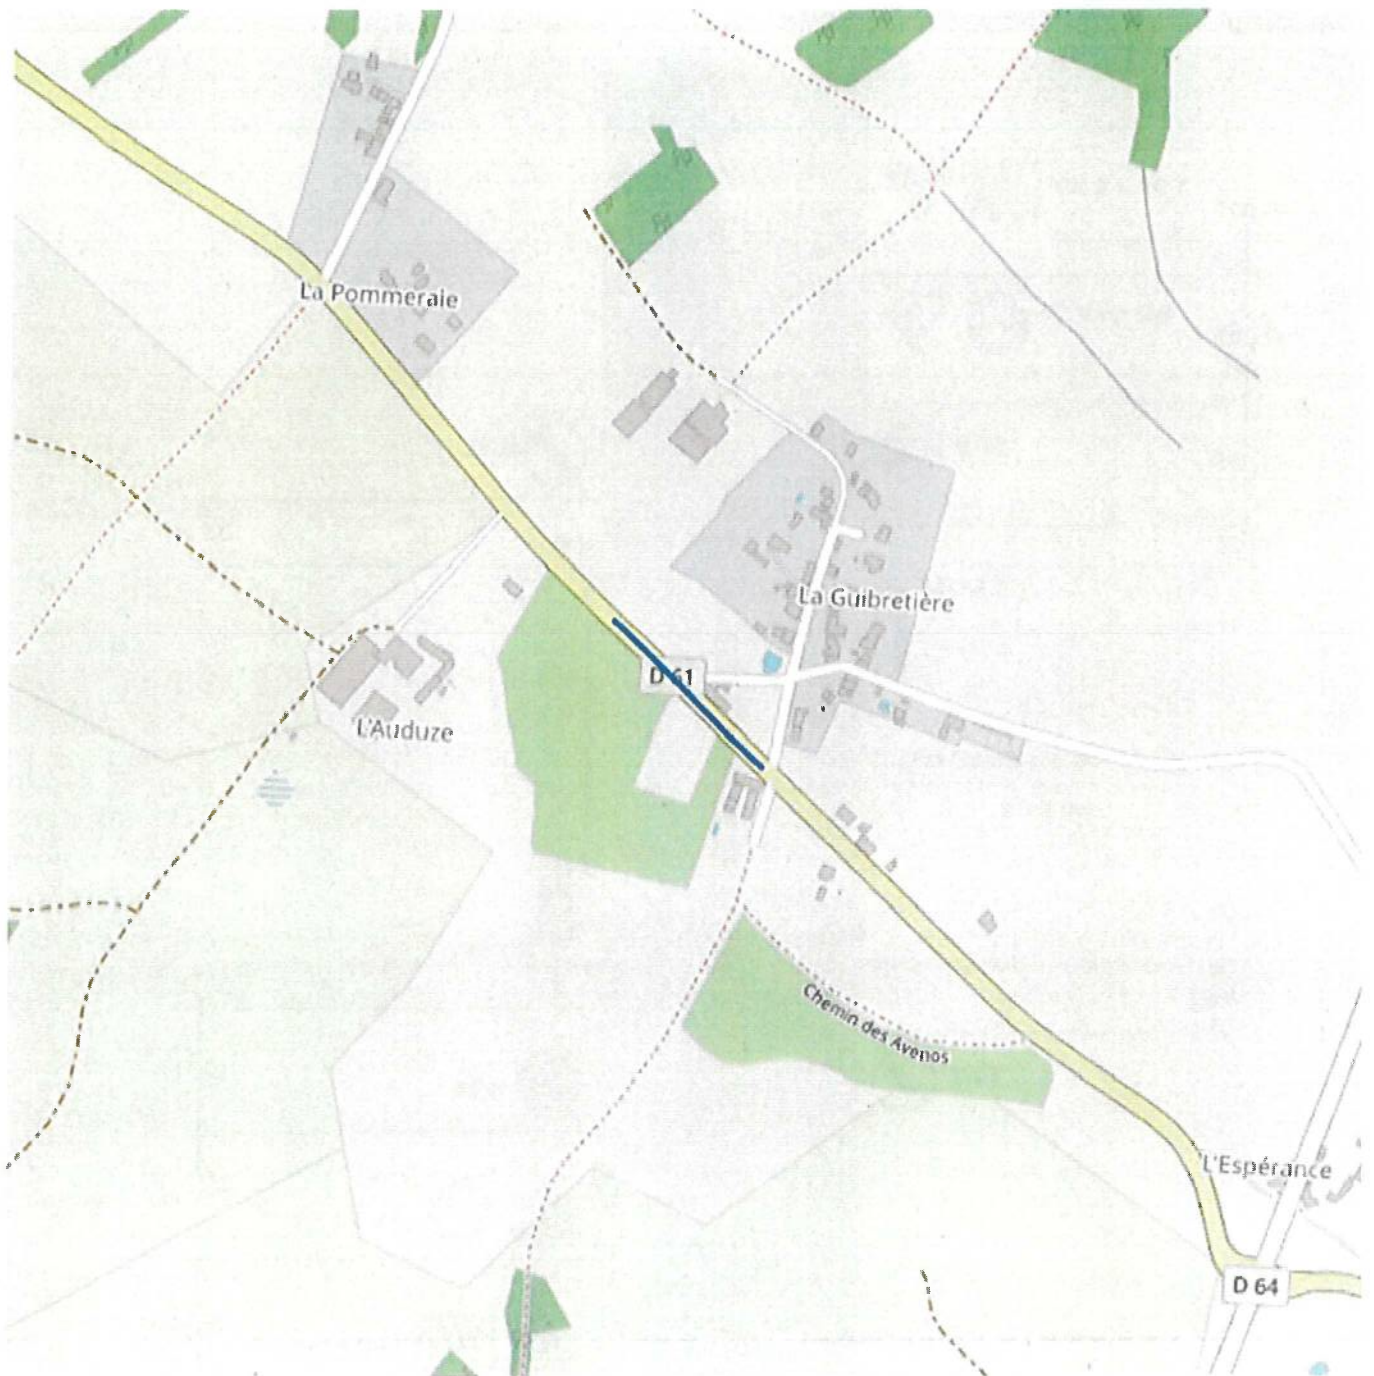 La Pommeraie
La Guibretière
D 61
L'Auduze
Chemin des Avenos
L'Espérance
D 64